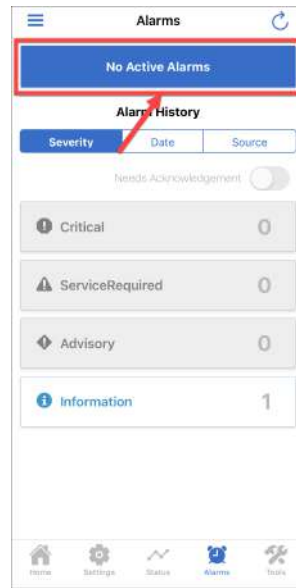 Alarms
No Active Alarms
Alarm History
Severity Date Source
Needs Acknowledgement
Critical 0
ServiceRequired 0
Advisory 0
Information 1
Home Settings Status Alarms Tools